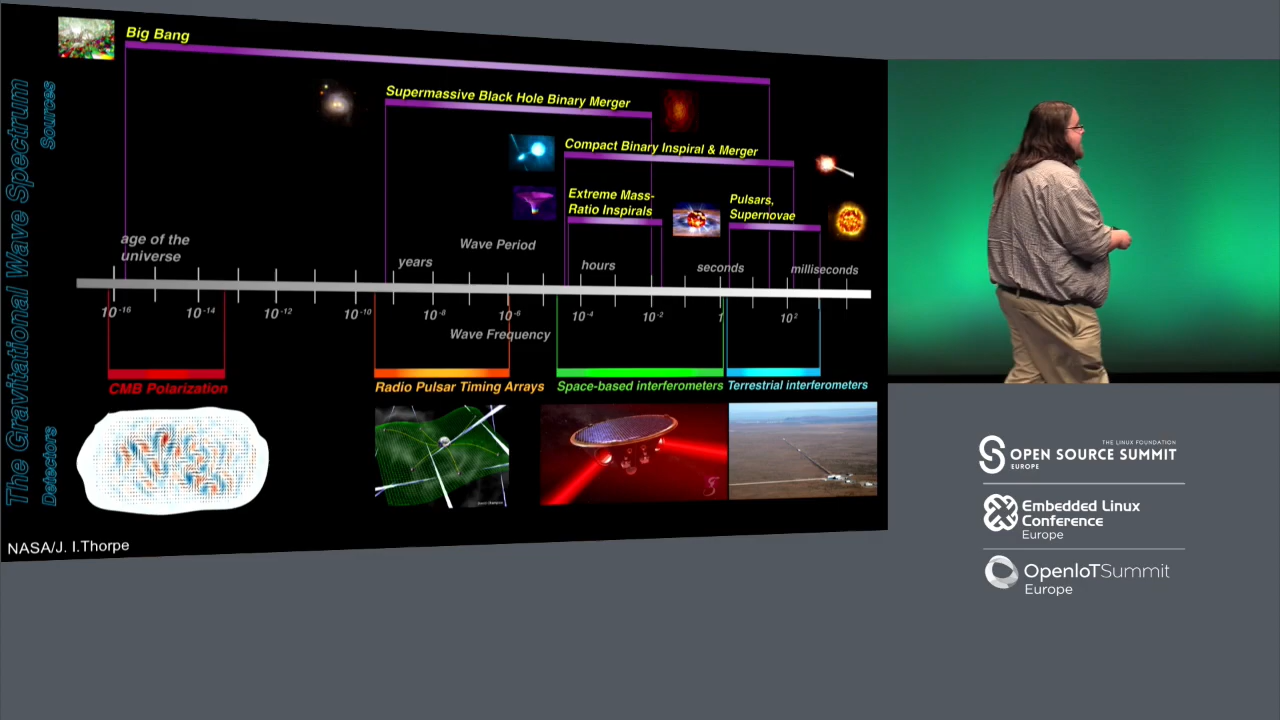 Big Bang
The Gravitational Wave Spectrum
Sources
Supermassive Black Hole Binary Merger
Compact Binary Inspiral & Merger
Extreme Mass-
Ratio Inspirals
Pulsars,
Supernovae
age of the
universe
Wave Period
years
hours
seconds
milliseconds
10⁻¹⁶
10⁻¹⁴
10⁻¹²
10⁻¹⁰
10⁻⁸
10⁻⁶
10⁻⁴
10⁻²
1
10²
Wave Frequency
CMB Polarization
Radio Pulsar Timing Arrays
Space-based interferometers
Terrestrial interferometers
Detectors
NASA/J. I.Thorpe
THE LINUX FOUNDATION
OPEN SOURCE SUMMIT
EUROPE
Embedded Linux
Conference
Europe
OpenIoTSummit
Europe